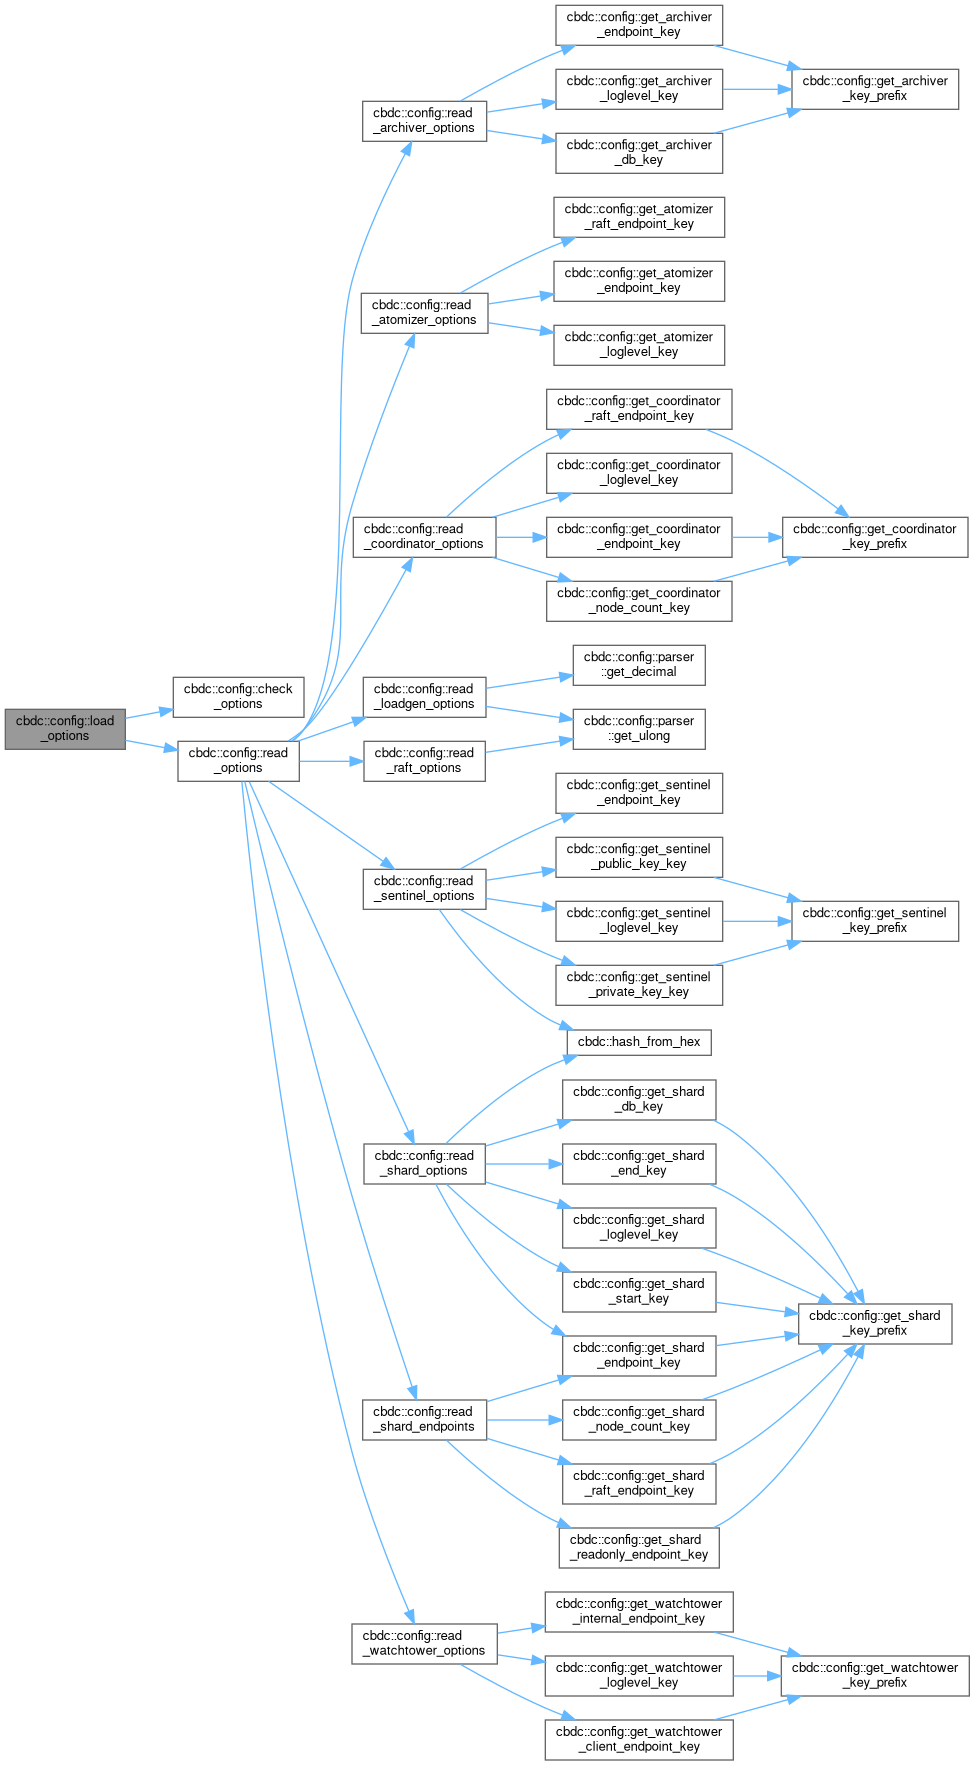 cbdc::config::load
_options
cbdc::config::check
_options
cbdc::config::read
_options
cbdc::config::read
_archiver_options
cbdc::config::get_archiver
_endpoint_key
cbdc::config::get_archiver
_loglevel_key
cbdc::config::get_archiver
_db_key
cbdc::config::get_archiver
_key_prefix
cbdc::config::read
_atomizer_options
cbdc::config::get_atomizer
_raft_endpoint_key
cbdc::config::get_atomizer
_endpoint_key
cbdc::config::get_atomizer
_loglevel_key
cbdc::config::read
_coordinator_options
cbdc::config::get_coordinator
_raft_endpoint_key
cbdc::config::get_coordinator
_loglevel_key
cbdc::config::get_coordinator
_endpoint_key
cbdc::config::get_coordinator
_node_count_key
cbdc::config::get_coordinator
_key_prefix
cbdc::config::read
_loadgen_options
cbdc::config::parser
::get_decimal
cbdc::config::parser
::get_ulong
cbdc::config::read
_raft_options
cbdc::config::read
_sentinel_options
cbdc::config::get_sentinel
_endpoint_key
cbdc::config::get_sentinel
_public_key_key
cbdc::config::get_sentinel
_loglevel_key
cbdc::config::get_sentinel
_private_key_key
cbdc::config::get_sentinel
_key_prefix
cbdc::hash_from_hex
cbdc::config::read
_shard_options
cbdc::config::get_shard
_db_key
cbdc::config::get_shard
_end_key
cbdc::config::get_shard
_loglevel_key
cbdc::config::get_shard
_start_key
cbdc::config::get_shard
_endpoint_key
cbdc::config::get_shard
_key_prefix
cbdc::config::read
_shard_endpoints
cbdc::config::get_shard
_node_count_key
cbdc::config::get_shard
_raft_endpoint_key
cbdc::config::get_shard
_readonly_endpoint_key
cbdc::config::read
_watchtower_options
cbdc::config::get_watchtower
_internal_endpoint_key
cbdc::config::get_watchtower
_loglevel_key
cbdc::config::get_watchtower
_client_endpoint_key
cbdc::config::get_watchtower
_key_prefix